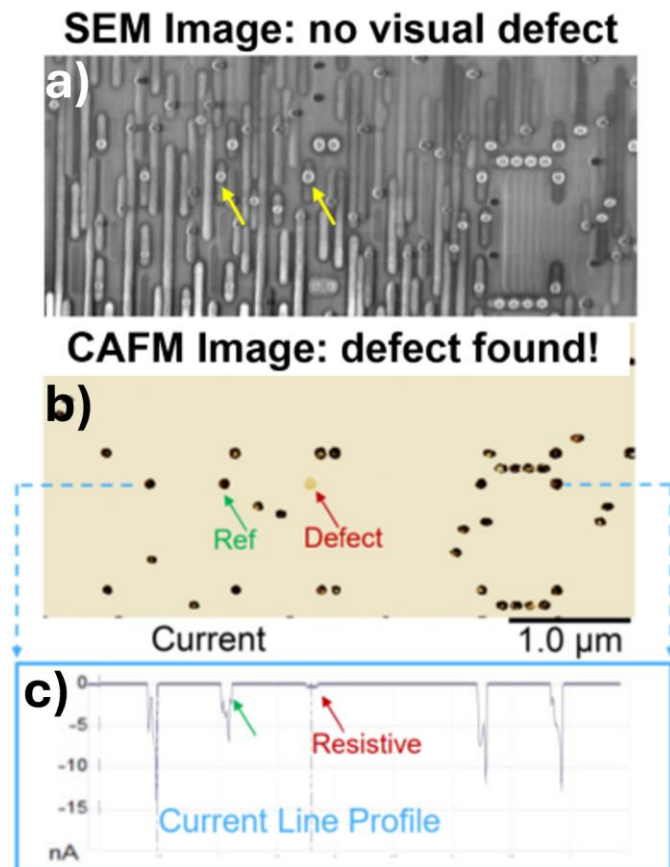 SEM Image: no visual defect
a)
CAFM Image: defect found!
b)
Ref
Defect
Current
1.0 μm
c)
0
-5
-10
-15
nA
Resistive
Current Line Profile